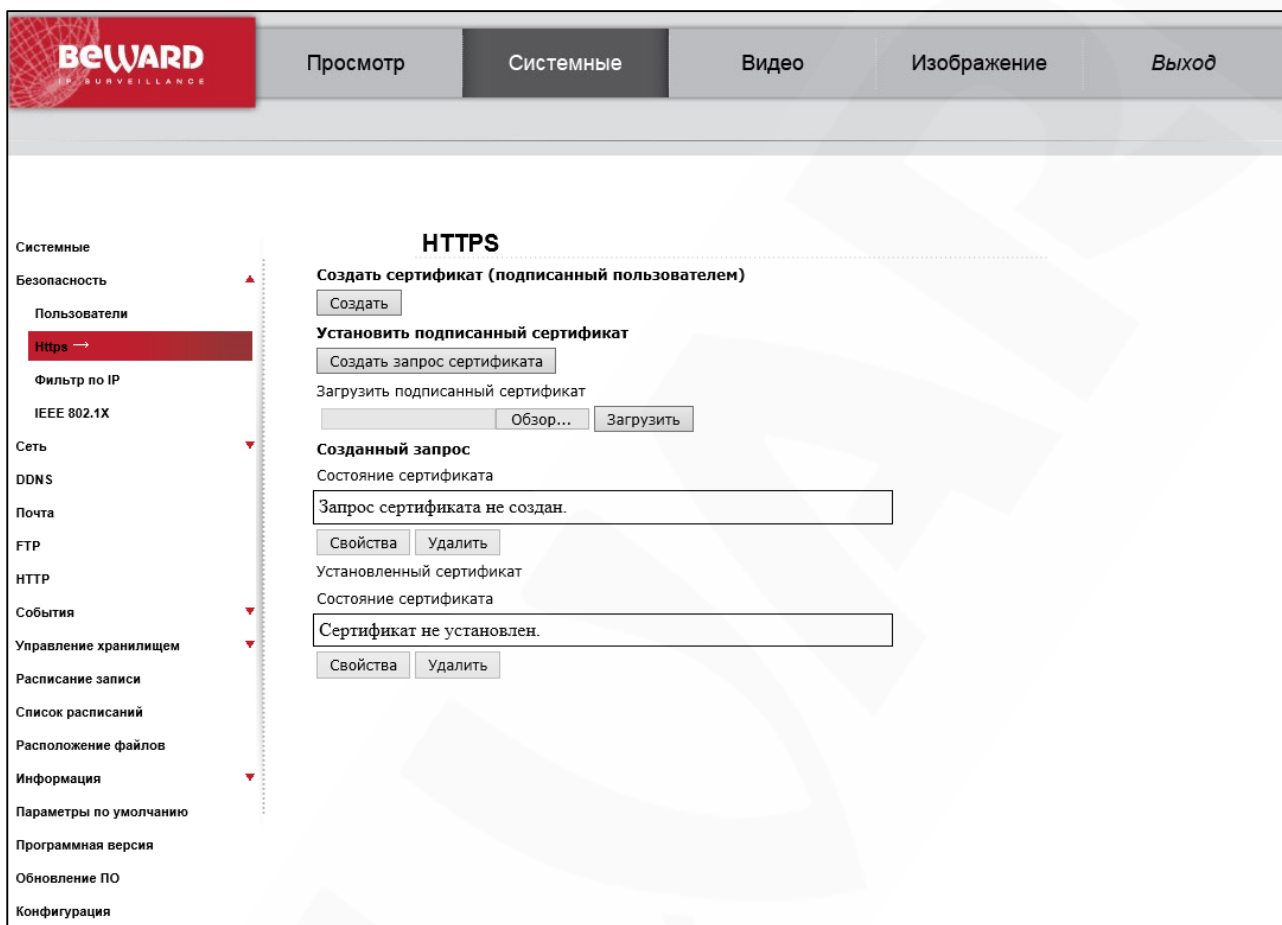 BEWARD
IP SURVEILLANCE
Просмотр
Системные
Видео
Изображение
Выход
Системные
Безопасность
Пользователи
Https →
Фильтр по IP
IEEE 802.1X
Сеть
DDNS
Почта
FTP
HTTP
События
Управление хранилищем
Расписание записи
Список расписаний
Расположение файлов
Информация
Параметры по умолчанию
Программная версия
Обновление ПО
Конфигурация
HTTPS
Создать сертификат (подписанный пользователем)
Создать
Установить подписанный сертификат
Создать запрос сертификата
Загрузить подписанный сертификат
Обзор... Загрузить
Созданный запрос
Состояние сертификата
Запрос сертификата не создан.
Свойства Удалить
Установленный сертификат
Состояние сертификата
Сертификат не установлен.
Свойства Удалить